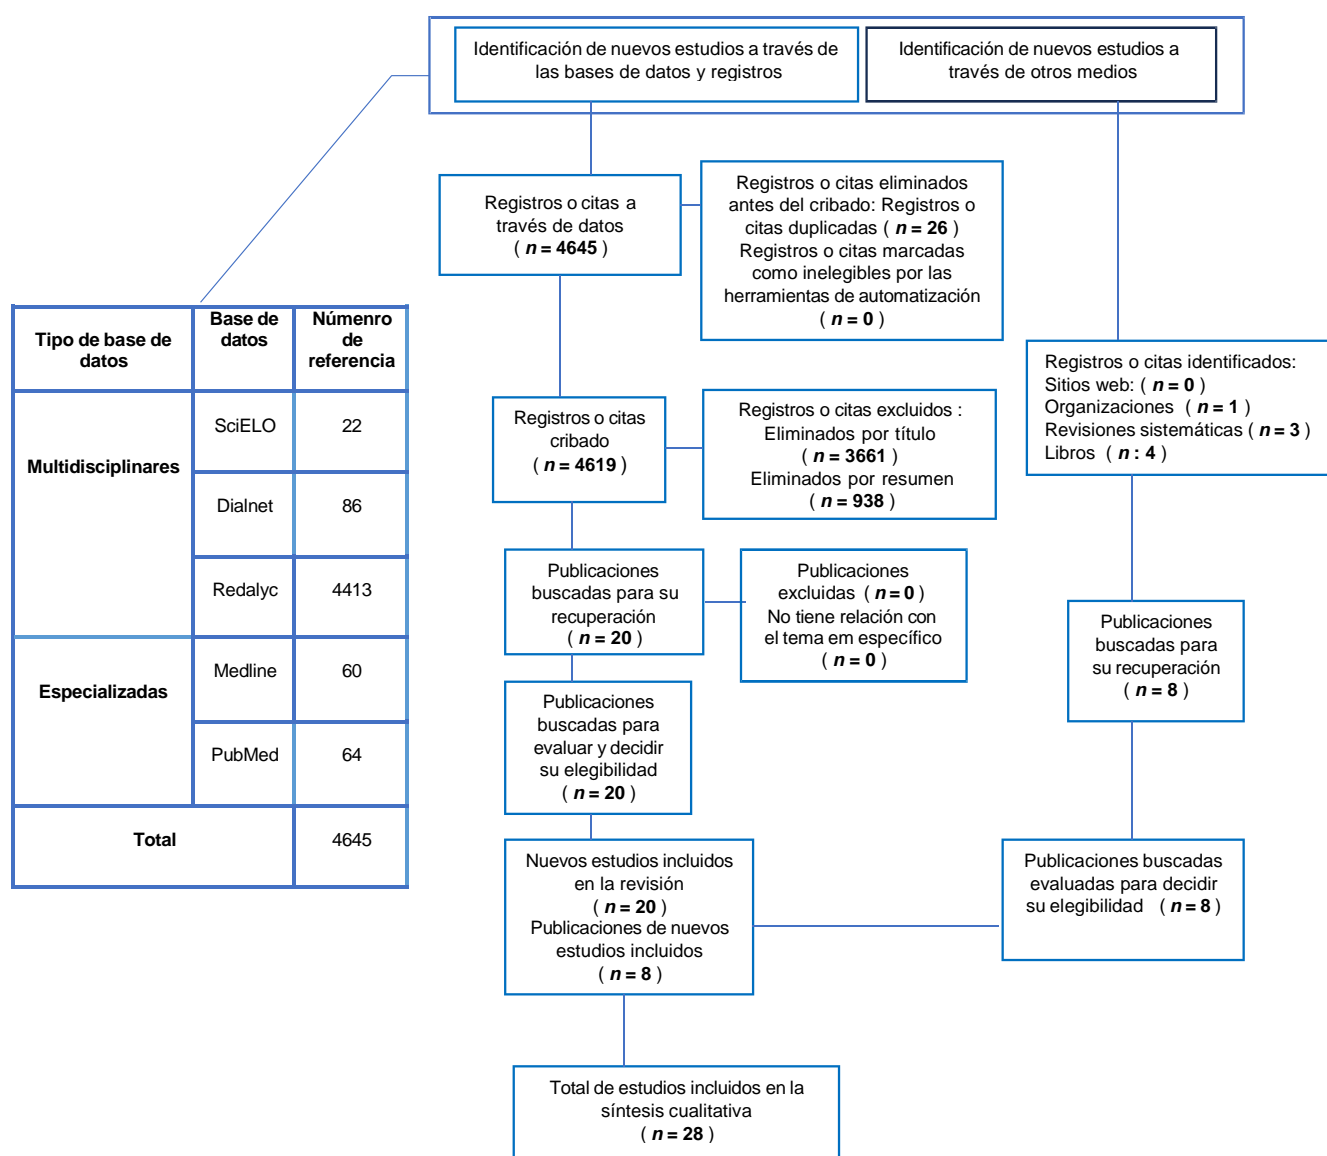 Identificación de nuevos estudios a través de
las bases de datos y registros
Identificación de nuevos estudios a
través de otros medios
Registros o citas a
través de datos
( n = 4645 )
Registros o citas eliminados
antes del cribado: Registros o
citas duplicadas ( n = 26 )
Registros o citas marcadas
como inelegibles por las
herramientas de automatización
( n = 0 )
Tipo de base de
datos
Base de
datos
Númenro
de
referencia
Multidisciplinares
SciELO
22
Dialnet
86
Redalyc
4413
Especializadas
Medline
60
PubMed
64
Total
4645
Registros o citas
cribado
( n = 4619 )
Registros o citas excluidos :
Eliminados por título
( n = 3661 )
Eliminados por resumen
( n = 938 )
Registros o citas identificados:
Sitios web: ( n = 0 )
Organizaciones ( n = 1 )
Revisiones sistemáticas ( n = 3 )
Libros ( n : 4 )
Publicaciones
buscadas para su
recuperación
( n = 20 )
Publicaciones
excluidas ( n = 0 )
No tiene relación con
el tema em específico
( n = 0 )
Publicaciones
buscadas para
su recuperación
( n = 8 )
Publicaciones
buscadas para
evaluar y decidir
su elegibilidad
( n = 20 )
Nuevos estudios incluidos
en la revisión
( n = 20 )
Publicaciones de nuevos
estudios incluidos
( n = 8 )
Publicaciones buscadas
evaluadas para decidir
su elegibilidad ( n = 8 )
Total de estudios incluidos en la
síntesis cualitativa
( n = 28 )